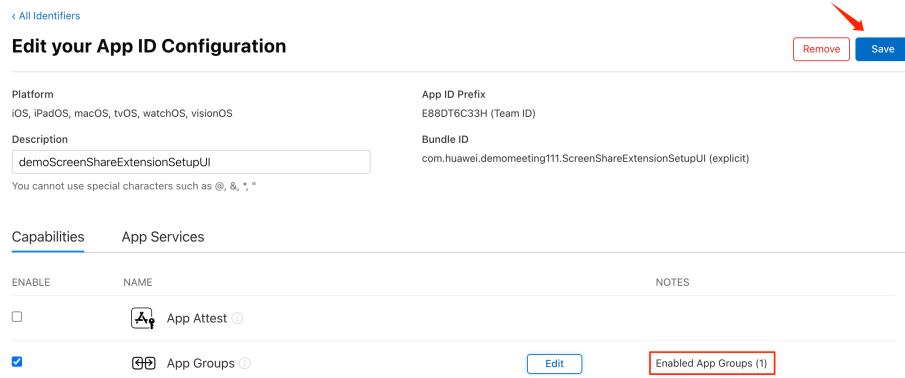 ‹ All Identifiers
Edit your App ID Configuration
Remove
Save
Platform
iOS, iPadOS, macOS, tvOS, watchOS, visionOS
App ID Prefix
E88DT6C33H (Team ID)
Description
demoScreenShareExtensionSetupUI
Bundle ID
com.huawei.demomeeting111.ScreenShareExtensionSetupUI (explicit)
You cannot use special characters such as @, &, *, "
Capabilities
App Services
ENABLE
NAME
NOTES
App Attest
App Groups
Edit
Enabled App Groups (1)